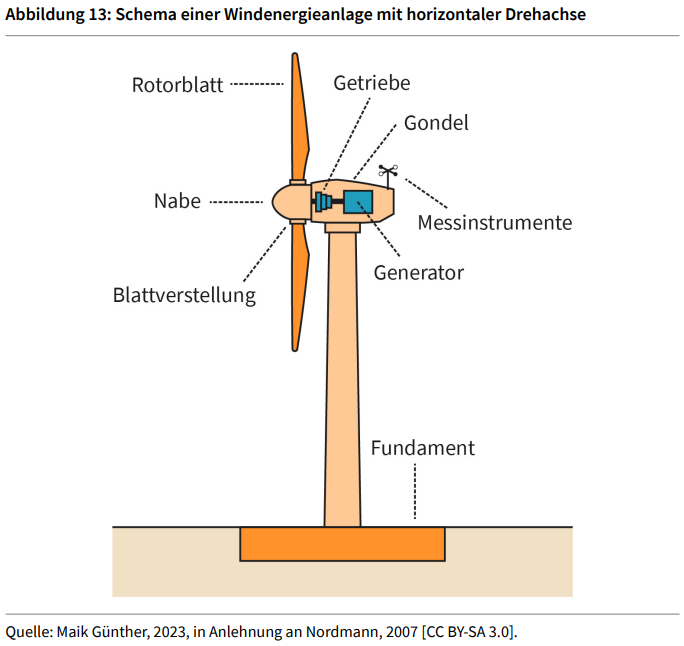 Abbildung 13: Schema einer Windenergieanlage mit horizontaler Drehachse
Rotorblatt
Getriebe
Gondel
Nabe
Messinstrumente
Generator
Blattverstellung
Fundament
Quelle: Maik Günther, 2023, in Anlehnung an Nordmann, 2007 [CC BY-SA 3.0].